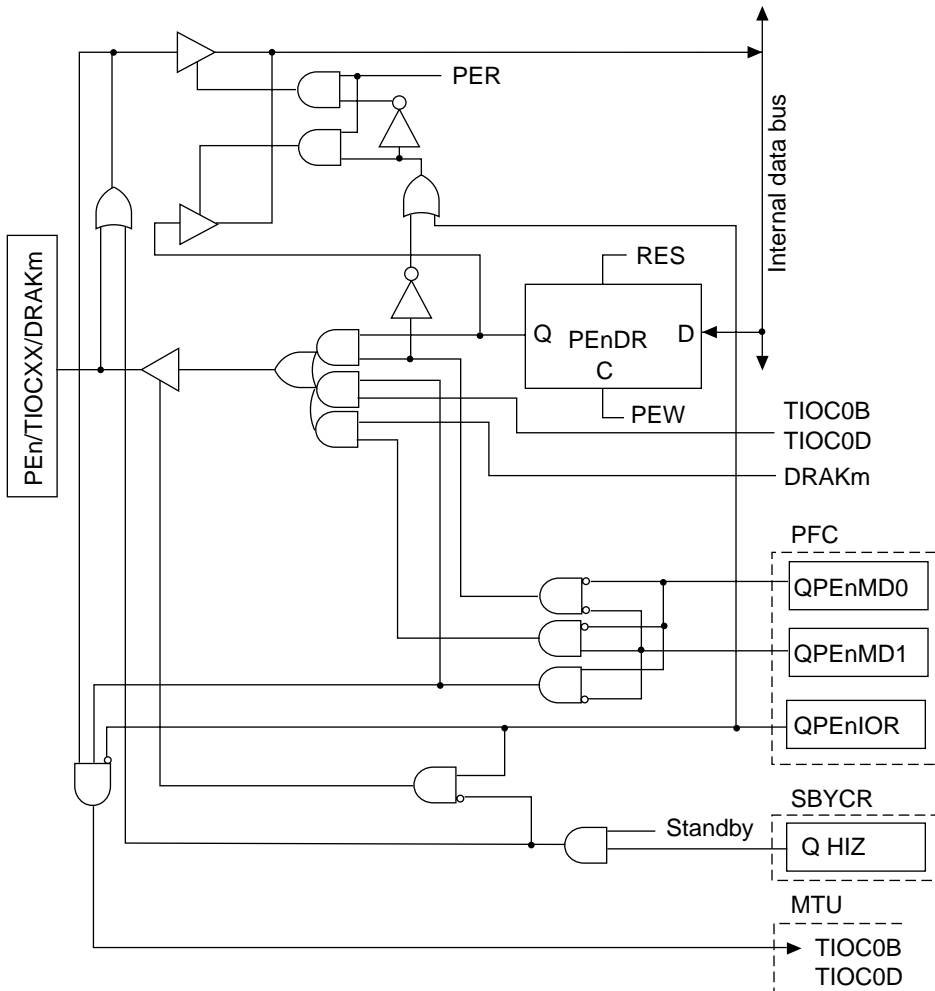 PER
Internal data bus
RES
Q
PEnDR
D
C
PEW
PEn/TIOCXX/DRAKm
TIOC0B
TIOC0D
DRAKm
PFC
QPEnMD0
QPEnMD1
QPEnIOR
SBYCR
Standby
Q HIZ
MTU
TIOC0B
TIOC0D